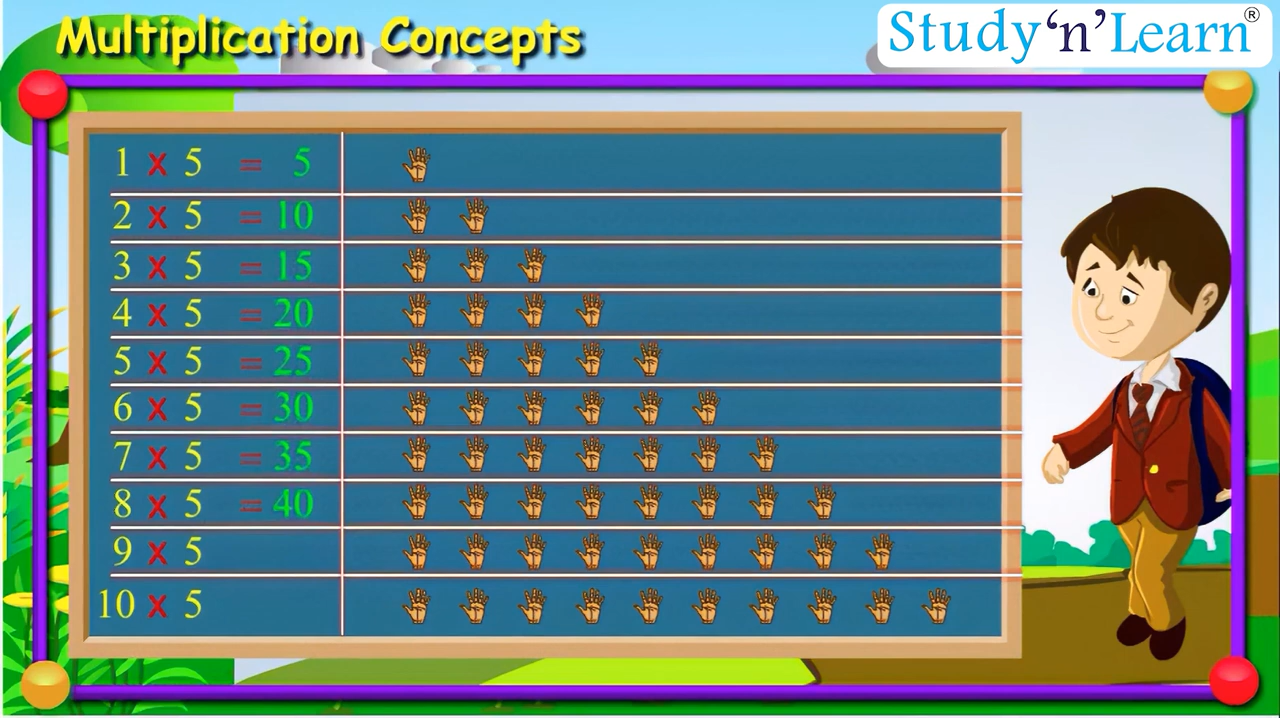 Multiplication Concepts
Study‘n’Learn®
1 x 5 = 5
2 x 5 = 10
3 x 5 = 15
4 x 5 = 20
5 x 5 = 25
6 x 5 = 30
7 x 5 = 35
8 x 5 = 40
9 x 5
10 x 5